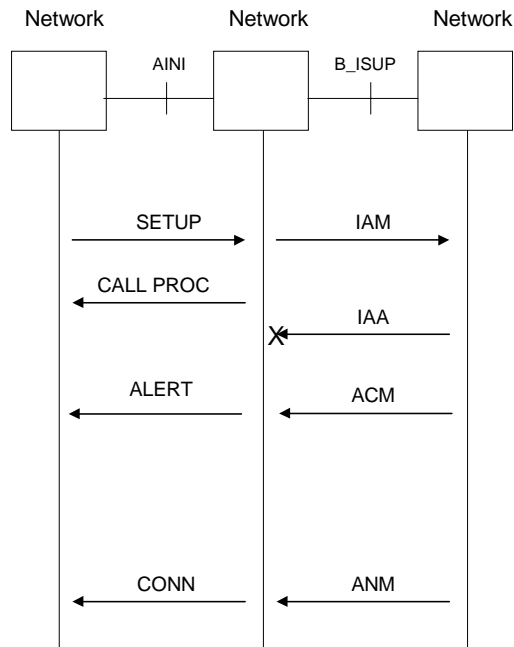 Network Network Network
AINI B_ISUP
SETUP IAM
CALL PROC
X IAA
ALERT ACM
CONN ANM